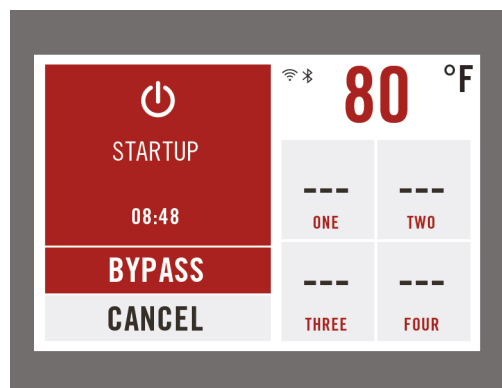 STARTUP
08:48
BYPASS
CANCEL
80 °F
--- ---
ONE TWO
--- ---
THREE FOUR